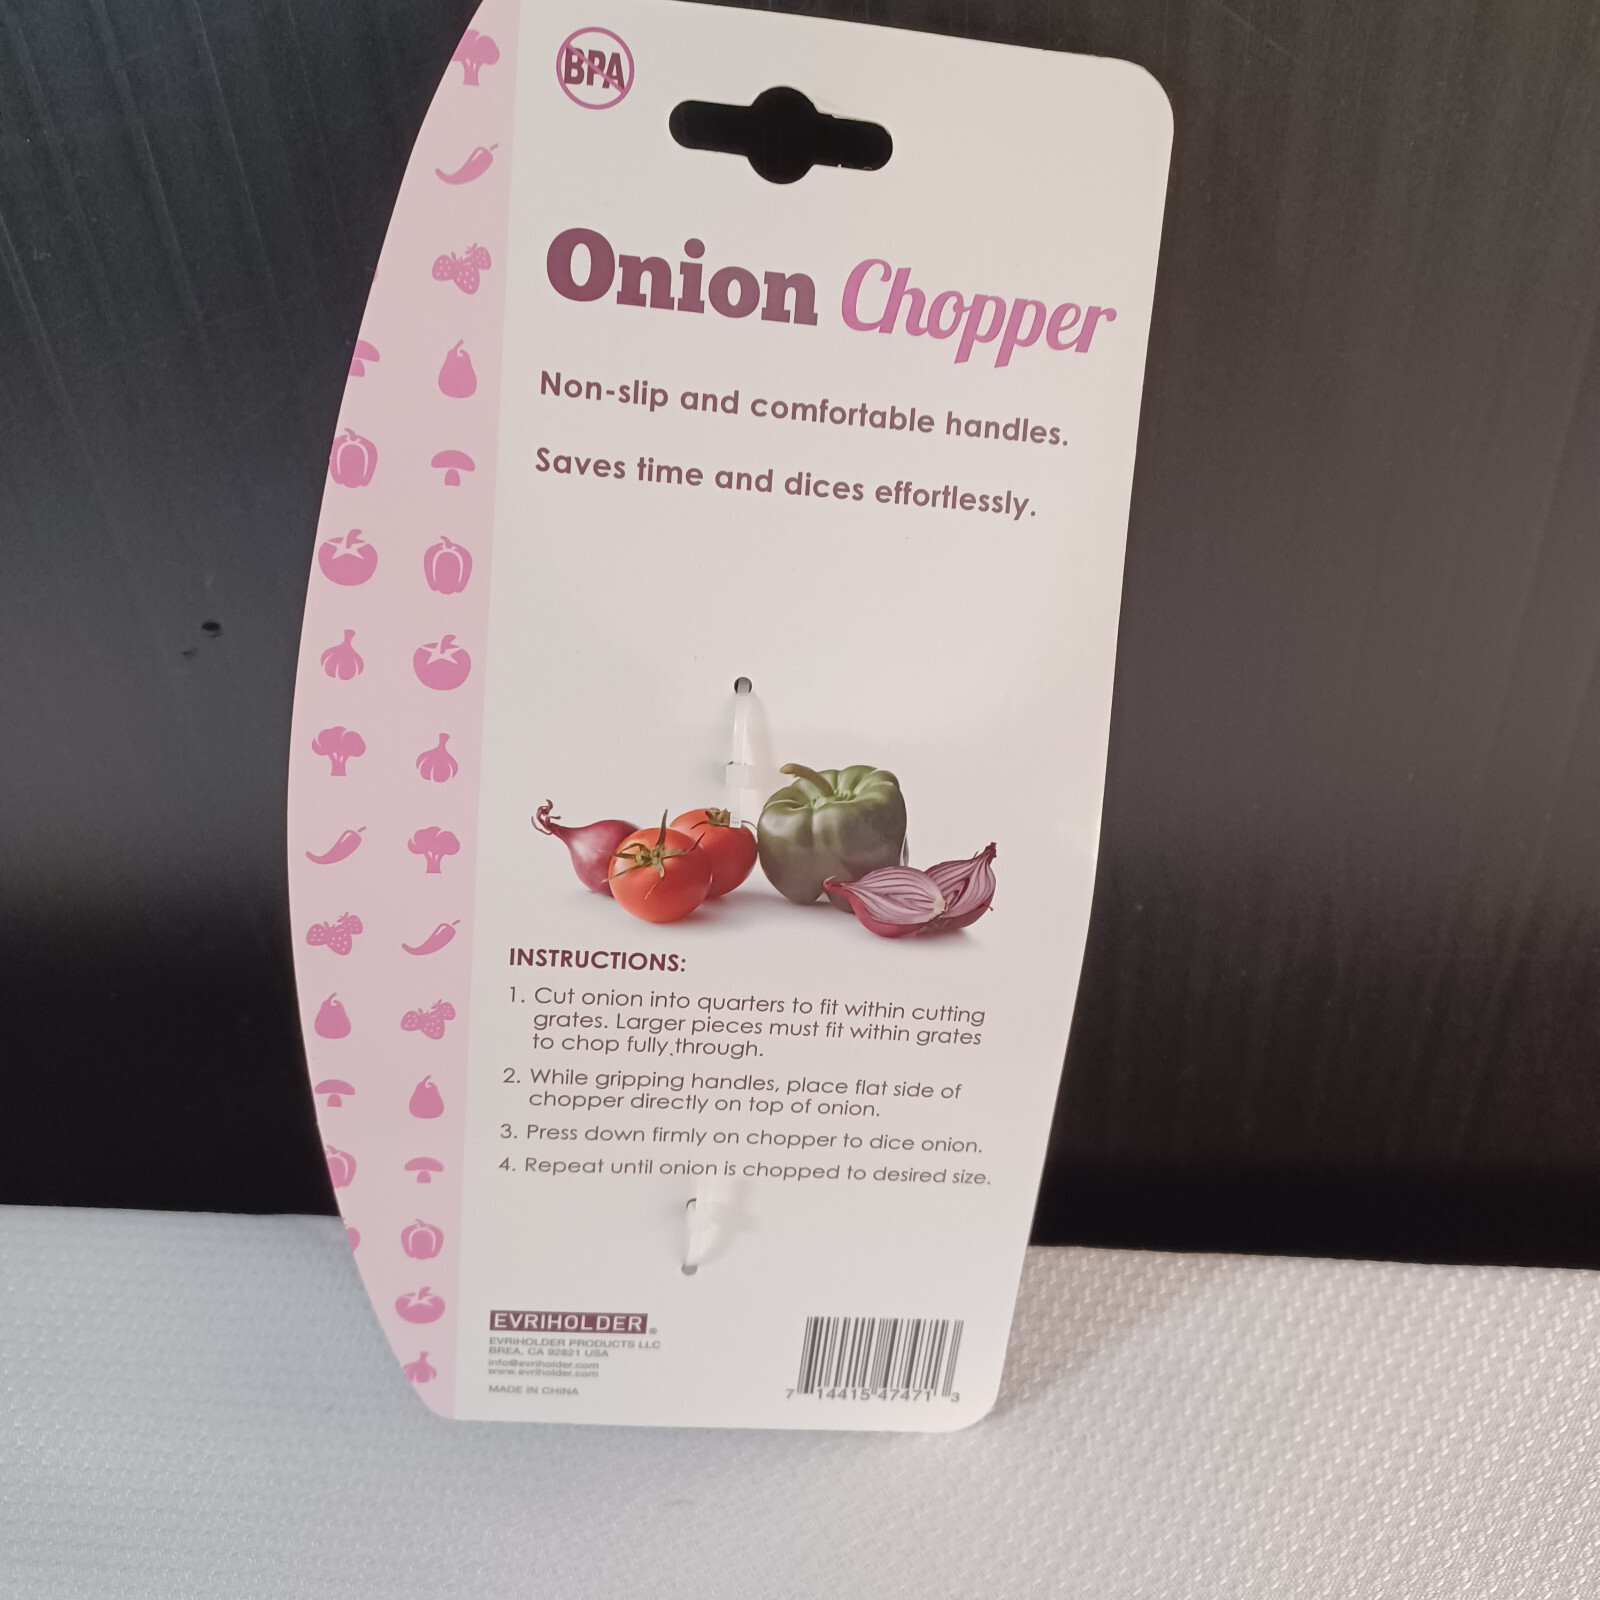 BPA
Onion Chopper
Non-slip and comfortable handles.
Saves time and dices effortlessly.
INSTRUCTIONS:
1. Cut onion into quarters to fit within cutting
grates. Larger pieces must fit within grates
to chop fully through.
2. While gripping handles, place flat side of
chopper directly on top of onion.
3. Press down firmly on chopper to dice onion.
4. Repeat until onion is chopped to desired size.
EVRIHOLDER®
EVRIHOLDER PRODUCTS LLC
BREA, CA 92821 USA
info@evriholder.com
www.evriholder.com
MADE IN CHINA
7 14415 47471 3